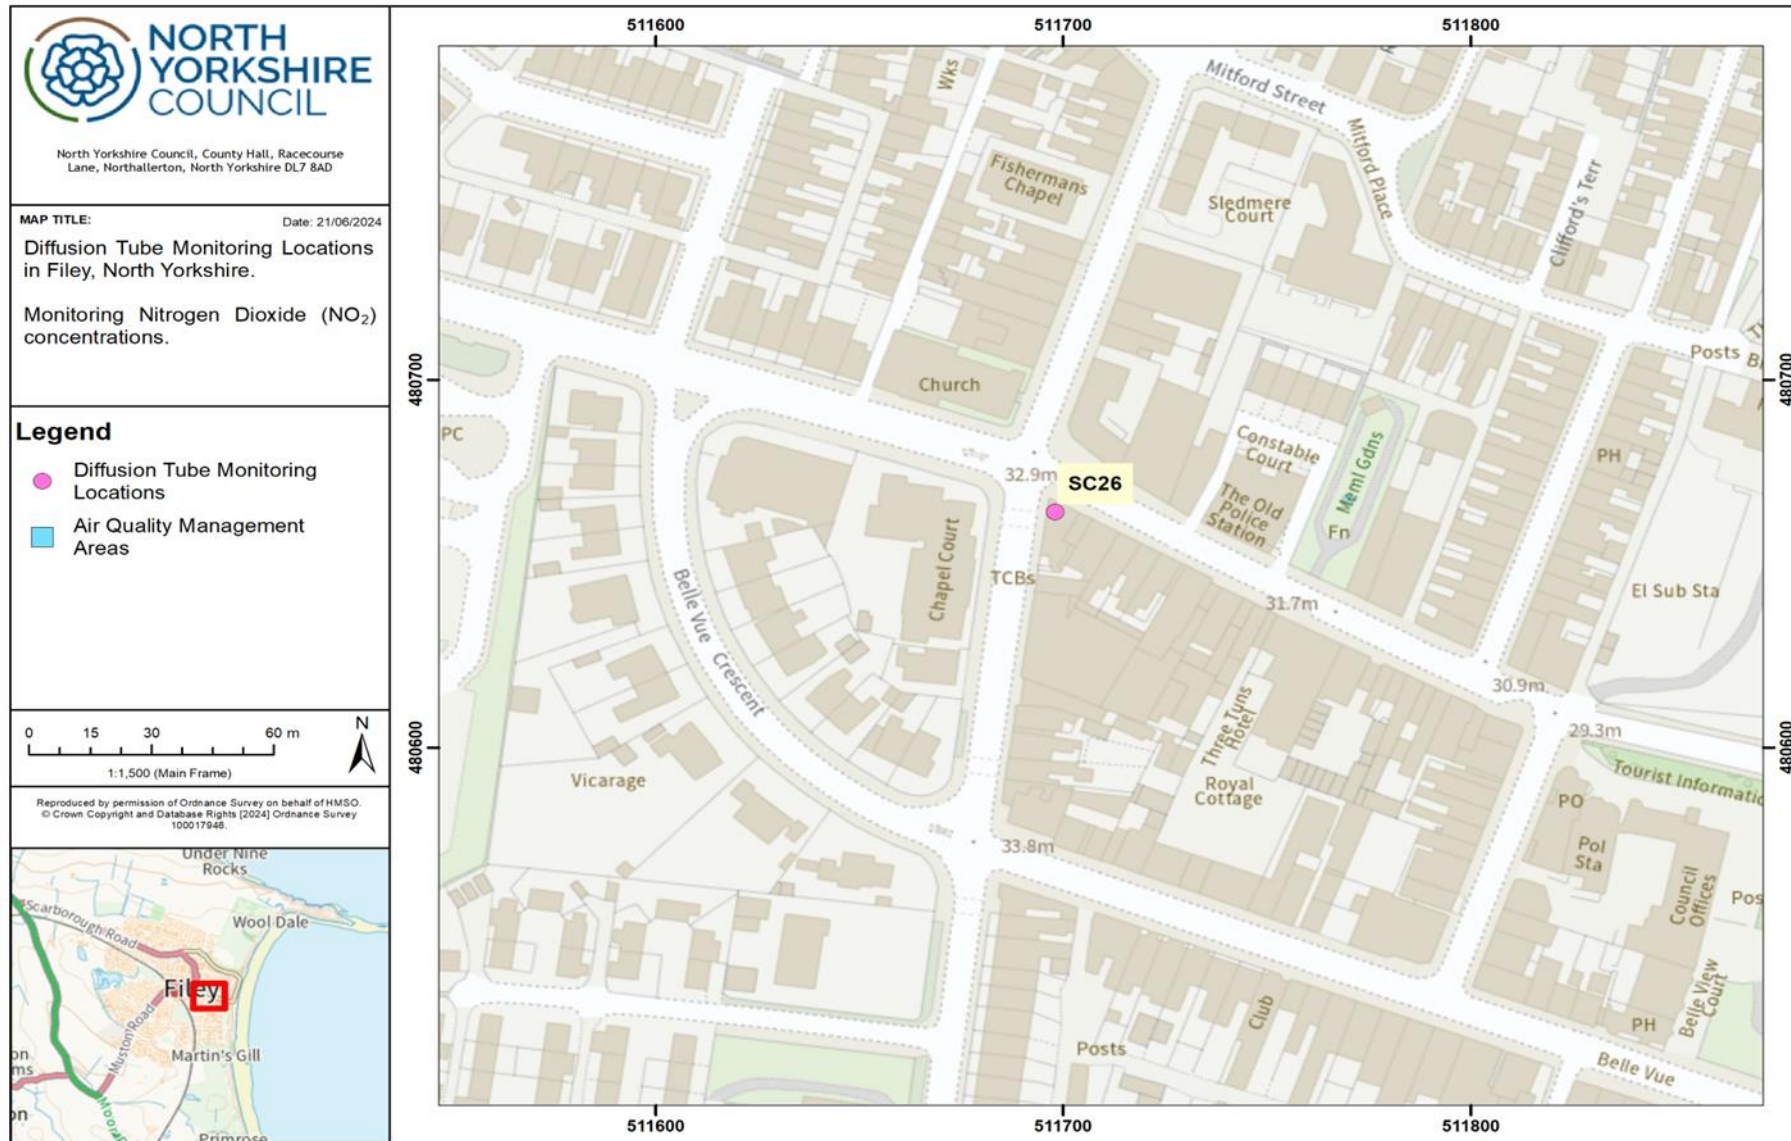 NORTH
YORKSHIRE
COUNCIL
North Yorkshire Council, County Hall, Racecourse
Lane, Northallerton, North Yorkshire DL7 8AD
MAP TITLE:
Date: 21/06/2024
Diffusion Tube Monitoring Locations
in Filey, North Yorkshire.
Monitoring Nitrogen Dioxide (NO₂)
concentrations.
Legend
Diffusion Tube Monitoring
Locations
Air Quality Management
Areas
0 15 30 60 m
N
1:1,500 (Main Frame)
Reproduced by permission of Ordnance Survey on behalf of HMSO.
© Crown Copyright and Database Rights [2024] Ordnance Survey
100017946.
Under Nine
Rocks
Scarborough Road
Wool Dale
Filey
Muston Road
Martin's Gill
Primrose
511600
511700
511800
480700
480700
480600
480600
511600
511700
511800
Wks
Mitford Street
Mitford Place
Fishermans
Chapel
Sledmere
Court
Clifford's Terr
Posts
Church
PC
32.9m
SC26
Constable
Court
The Old
Police
Station
Meml Gdns
Fn
PH
Chapel Court
TCBs
31.7m
El Sub Sta
Belle Vue Crescent
30.9m
29.3m
Three Tuns
Hotel
Royal
Cottage
Vicarage
Tourist Informatio
PO
Pol
Sta
Council
Offices
Pos
33.8m
Club
Posts
PH
Belle View
Court
Belle Vue